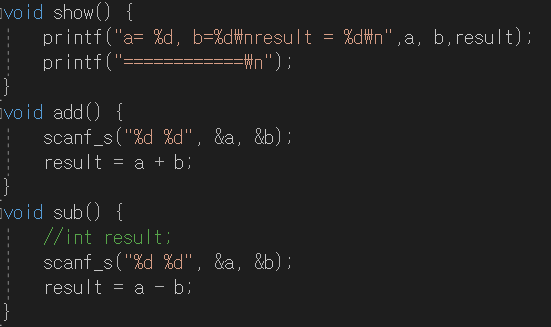 void show() {
printf("a= %d, b=%d₩nresult = %d₩n",a, b,result);
printf("============₩n");
}
void add() {
scanf_s("%d %d", &a, &b);
result = a + b;
}
void sub() {
//int result;
scanf_s("%d %d", &a, &b);
result = a - b;
}